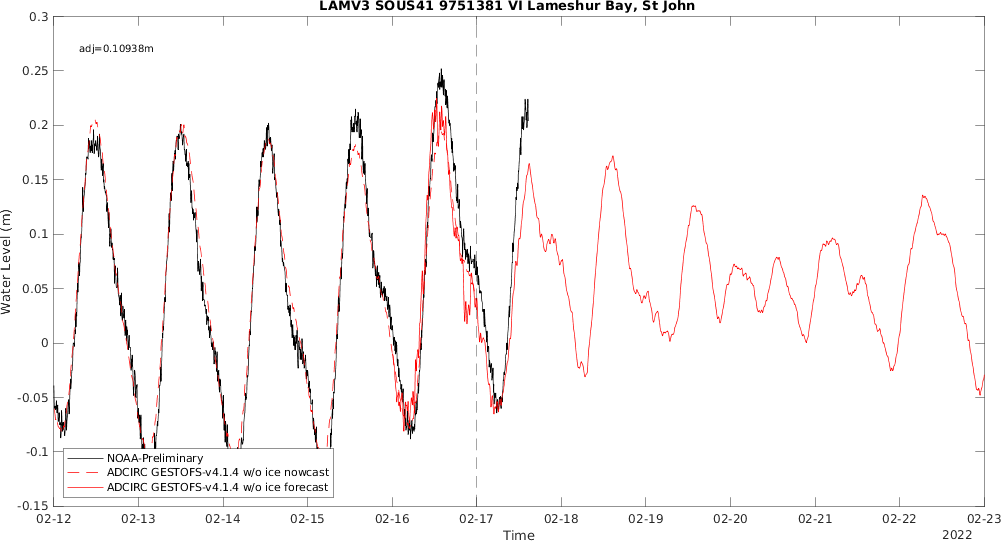 LAMV3 SOUS41 9751381 VI Lameshur Bay, St John
0.3
adj=0.10938m
0.25
0.2
0.15
0.1
0.05
0
-0.05
-0.1
-0.15
Water Level (m)
NOAA-Preliminary
ADCIRC GESTOFS-v4.1.4 w/o ice nowcast
ADCIRC GESTOFS-v4.1.4 w/o ice forecast
02-12 02-13 02-14 02-15 02-16 02-17 02-18 02-19 02-20 02-21 02-22 02-23
Time
2022